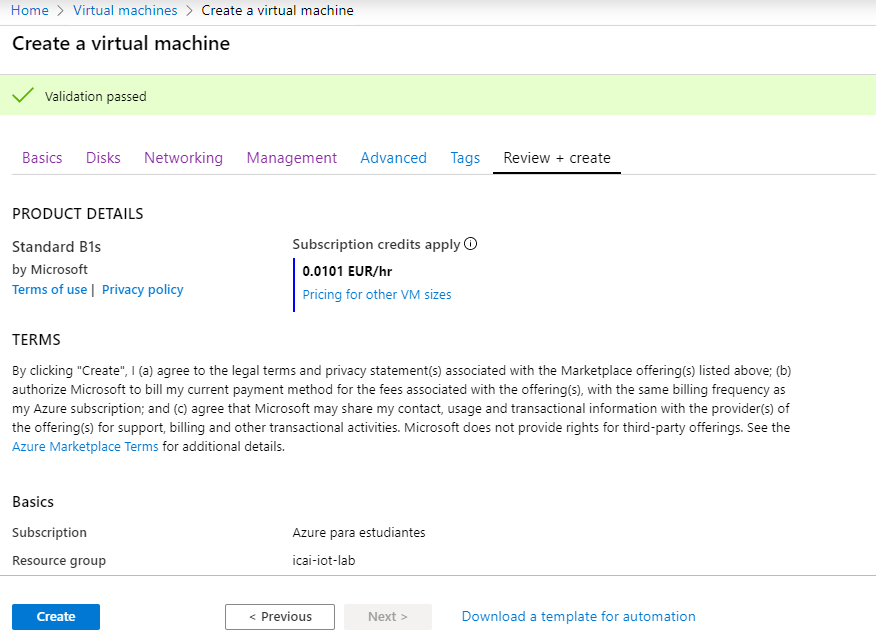 Home > Virtual machines > Create a virtual machine
Create a virtual machine
Validation passed
Basics Disks Networking Management Advanced Tags Review + create
PRODUCT DETAILS
Standard B1s
by Microsoft
Terms of use | Privacy policy
Subscription credits apply
0.0101 EUR/hr
Pricing for other VM sizes
TERMS
By clicking "Create", I (a) agree to the legal terms and privacy statement(s) associated with the Marketplace offering(s) listed above; (b)
authorize Microsoft to bill my current payment method for the fees associated with the offering(s), with the same billing frequency as
my Azure subscription; and (c) agree that Microsoft may share my contact, usage and transactional information with the provider(s) of
the offering(s) for support, billing and other transactional activities. Microsoft does not provide rights for third-party offerings. See the
Azure Marketplace Terms for additional details.
Basics
Subscription Azure para estudiantes
Resource group icai-iot-lab
Create < Previous Next > Download a template for automation